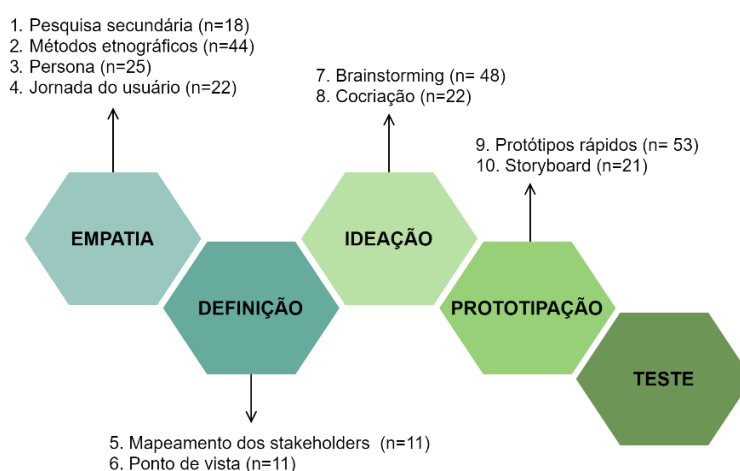 1. Pesquisa secundária (n=18)
2. Métodos etnográficos (n=44)
3. Persona (n=25)
4. Jornada do usuário (n=22)
7. Brainstorming (n= 48)
8. Cocriação (n=22)
9. Protótipos rápidos (n= 53)
10. Storyboard (n=21)
EMPATIA
IDEAÇÃO
DEFINIÇÃO
PROTOTIPAÇÃO
TESTE
5. Mapeamento dos stakeholders (n=11)
6. Ponto de vista (n=11)